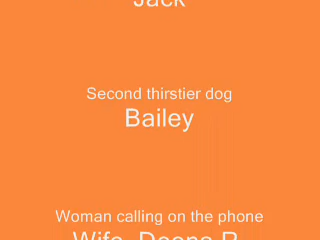 Jack
Second thirstier dog
Bailey
Woman calling on the phone
Wife, Deena R.